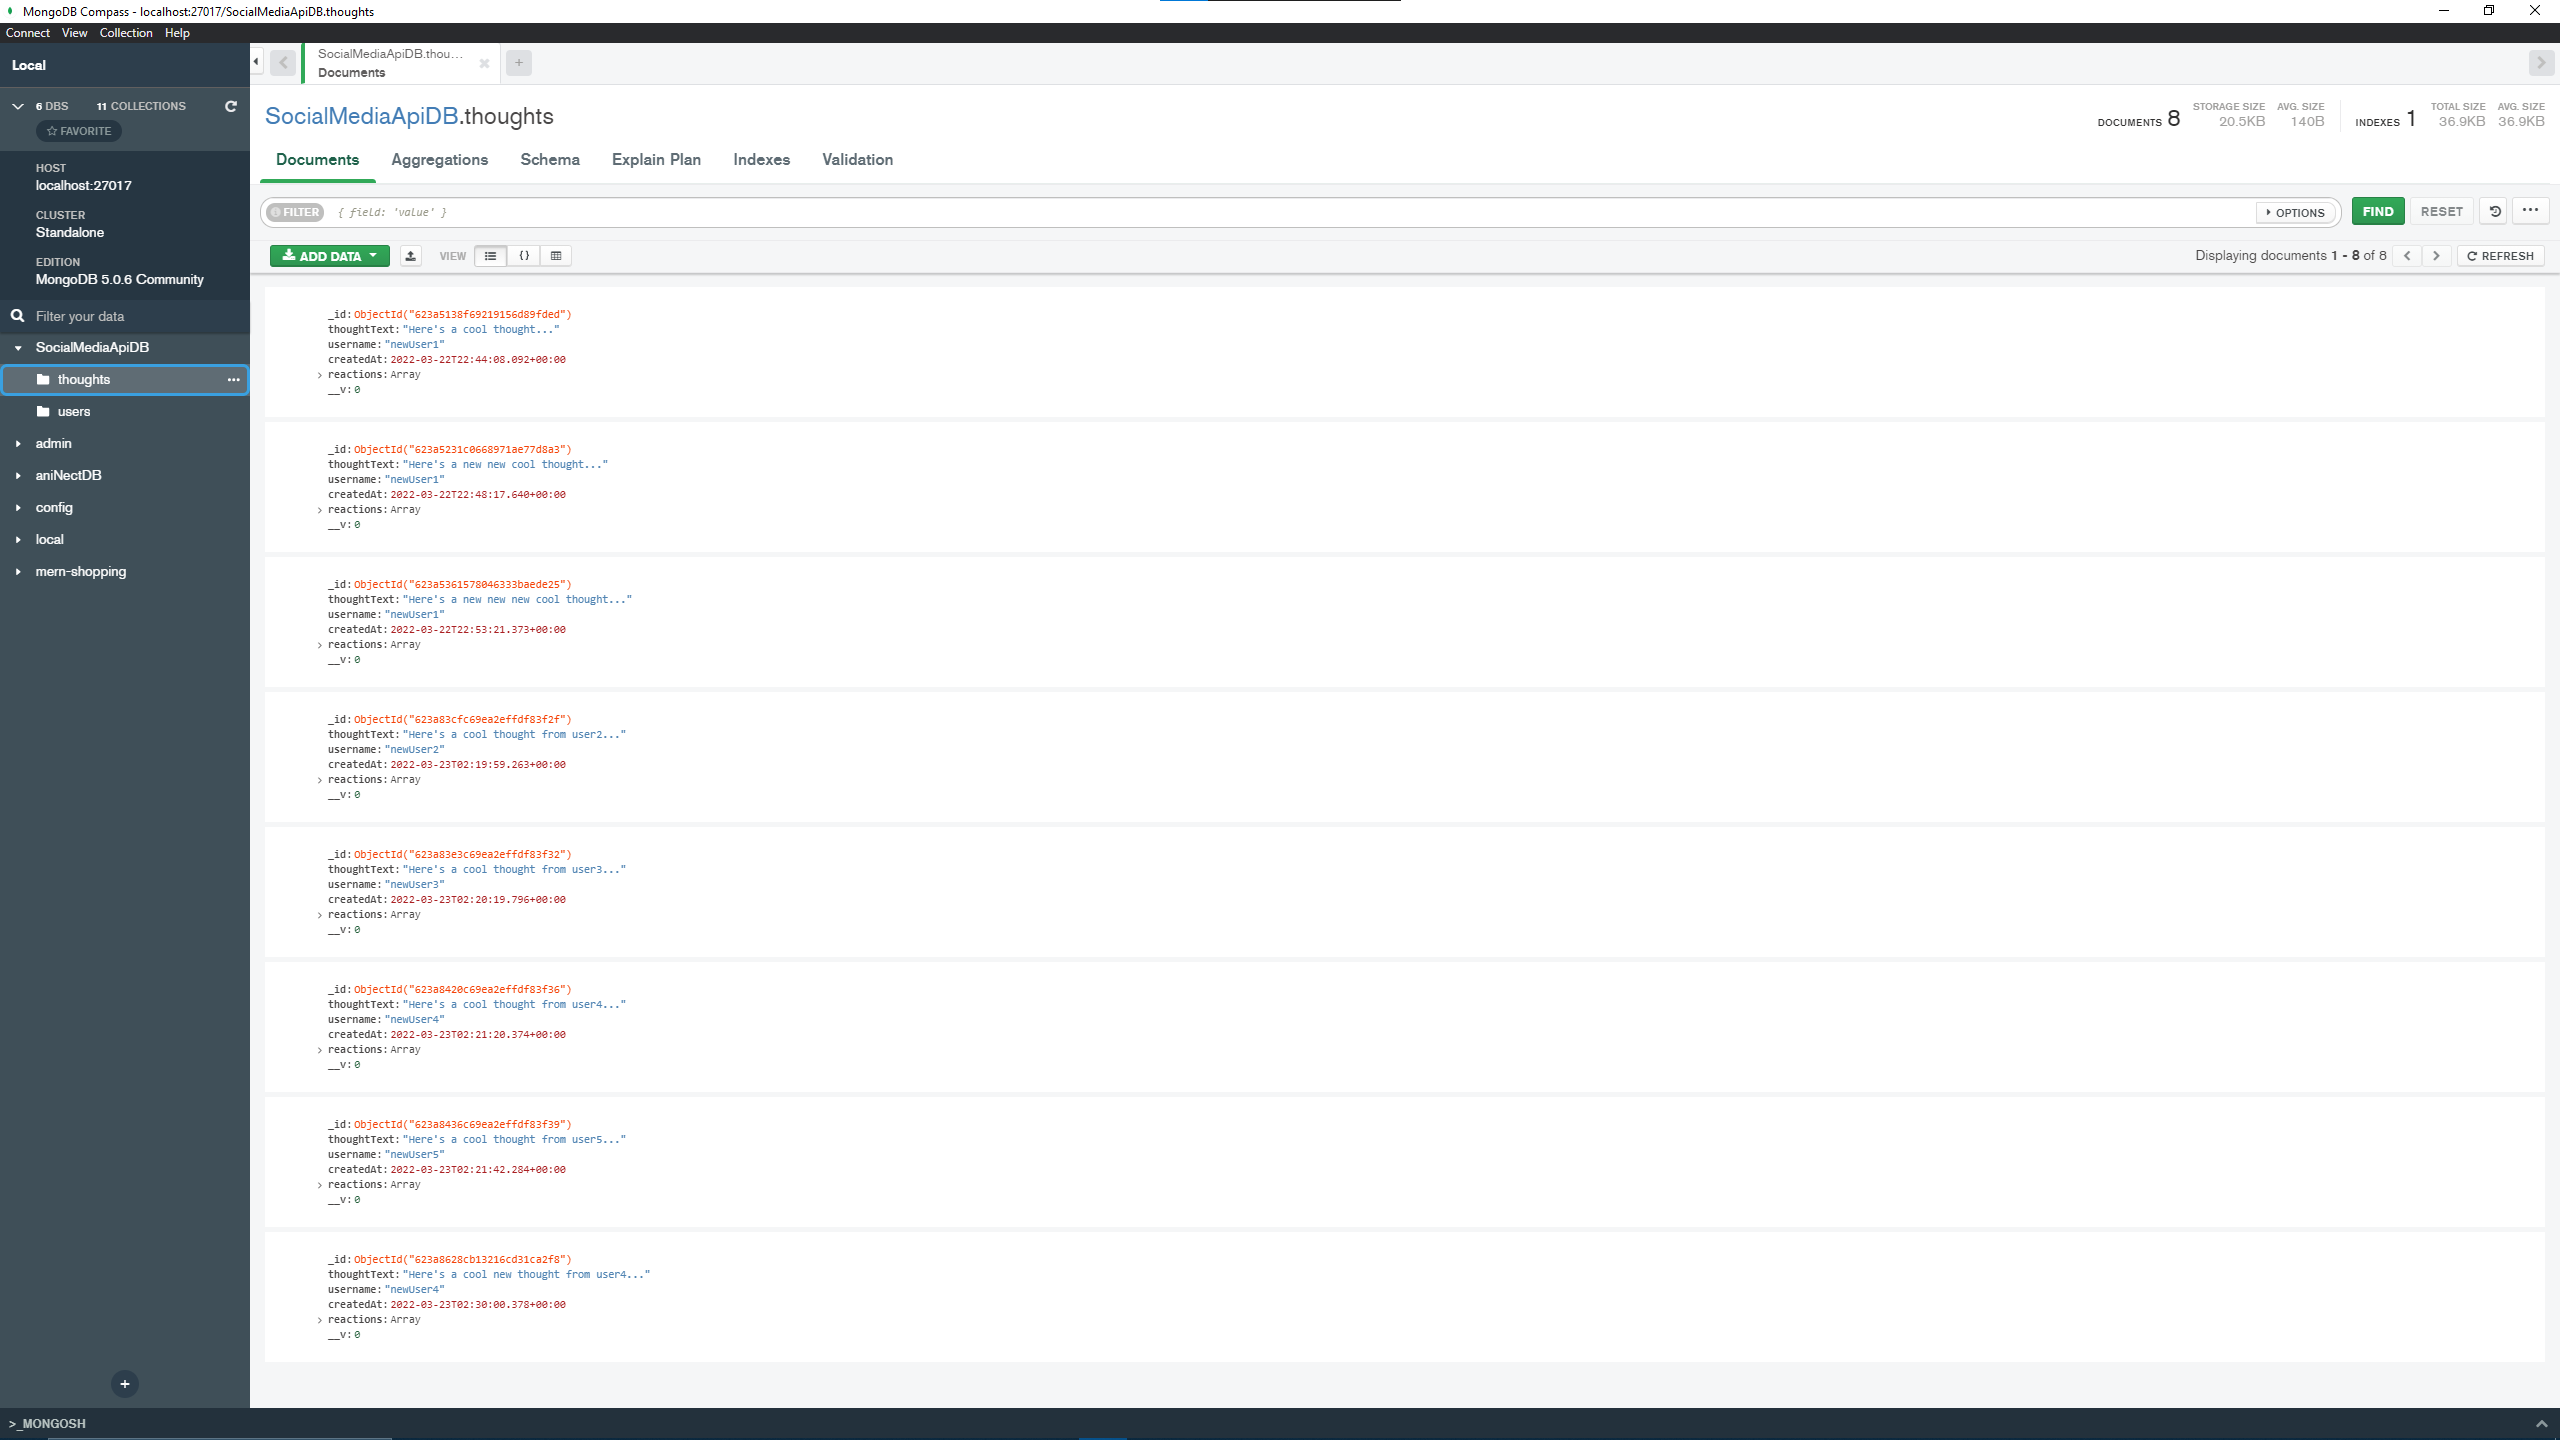 MongoDB Compass - localhost:27017/SocialMediaApiDB.thoughts
Connect View Collection Help
Local
6 DBS 11 COLLECTIONS
FAVORITE
HOST
localhost:27017
CLUSTER
Standalone
EDITION
MongoDB 5.0.6 Community
Filter your data
SocialMediaApiDB
thoughts
users
admin
aniNectDB
config
local
mern-shopping
SocialMediaApiDB.thou...
Documents
SocialMediaApiDB.thoughts
DOCUMENTS 8 STORAGE SIZE 20.5KB AVG. SIZE 140B INDEXES 1 TOTAL SIZE 36.9KB AVG. SIZE 36.9KB
Documents Aggregations Schema Explain Plan Indexes Validation
FILTER { field: 'value' } OPTIONS FIND RESET
ADD DATA VIEW {} Displaying documents 1 - 8 of 8 REFRESH
_id: ObjectId("623a5138f69219156d89fded")
thoughtText: "Here's a cool thought..."
username: "newUser1"
createdAt: 2022-03-22T22:44:08.092+00:00
reactions: Array
__v: 0
_id: ObjectId("623a5231c0668971ae77d8a3")
thoughtText: "Here's a new new cool thought..."
username: "newUser1"
createdAt: 2022-03-22T22:48:17.640+00:00
reactions: Array
__v: 0
_id: ObjectId("623a5361578046333baede25")
thoughtText: "Here's a new new new cool thought..."
username: "newUser1"
createdAt: 2022-03-22T22:53:21.373+00:00
reactions: Array
__v: 0
_id: ObjectId("623a83cfc69ea2effdf83f2f")
thoughtText: "Here's a cool thought from user2..."
username: "newUser2"
createdAt: 2022-03-23T02:19:59.263+00:00
reactions: Array
__v: 0
_id: ObjectId("623a83e3c69ea2effdf83f32")
thoughtText: "Here's a cool thought from user3..."
username: "newUser3"
createdAt: 2022-03-23T02:20:19.796+00:00
reactions: Array
__v: 0
_id: ObjectId("623a8420c69ea2effdf83f36")
thoughtText: "Here's a cool thought from user4..."
username: "newUser4"
createdAt: 2022-03-23T02:21:20.374+00:00
reactions: Array
__v: 0
_id: ObjectId("623a8436c69ea2effdf83f39")
thoughtText: "Here's a cool thought from user5..."
username: "newUser5"
createdAt: 2022-03-23T02:21:42.284+00:00
reactions: Array
__v: 0
_id: ObjectId("623a8628cb13216cd31ca2f8")
thoughtText: "Here's a cool new thought from user4..."
username: "newUser4"
createdAt: 2022-03-23T02:30:00.378+00:00
reactions: Array
__v: 0
>_MONGOSH